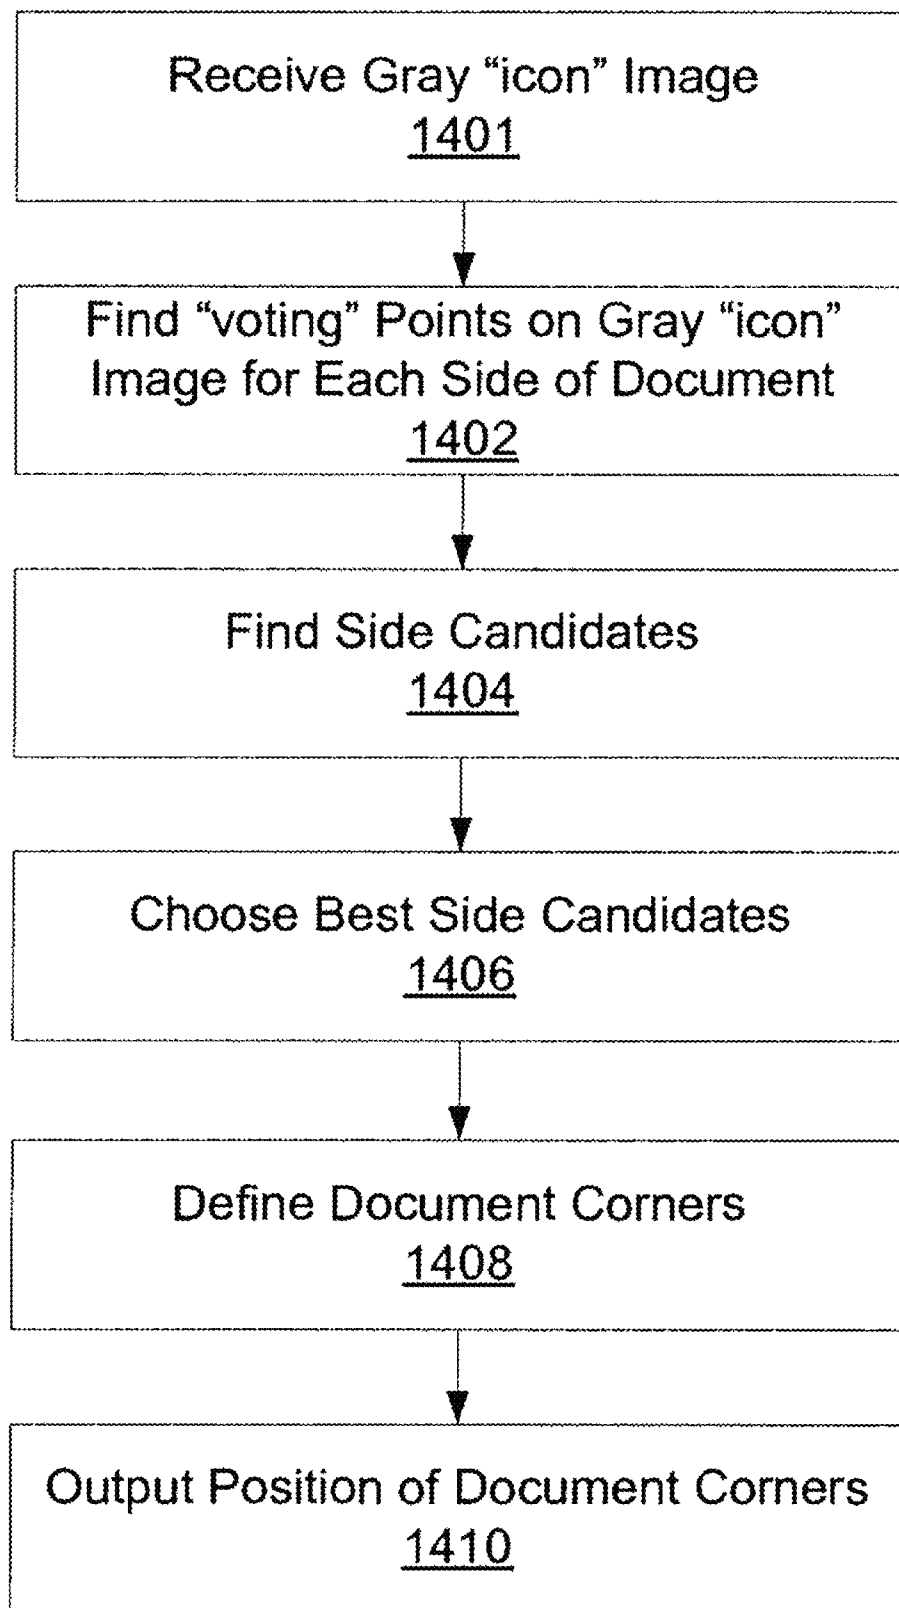 Receive Gray “icon” Image
1401
Find “voting” Points on Gray “icon”
Image for Each Side of Document
1402
Find Side Candidates
1404
Choose Best Side Candidates
1406
Define Document Corners
1408
Output Position of Document Corners
1410